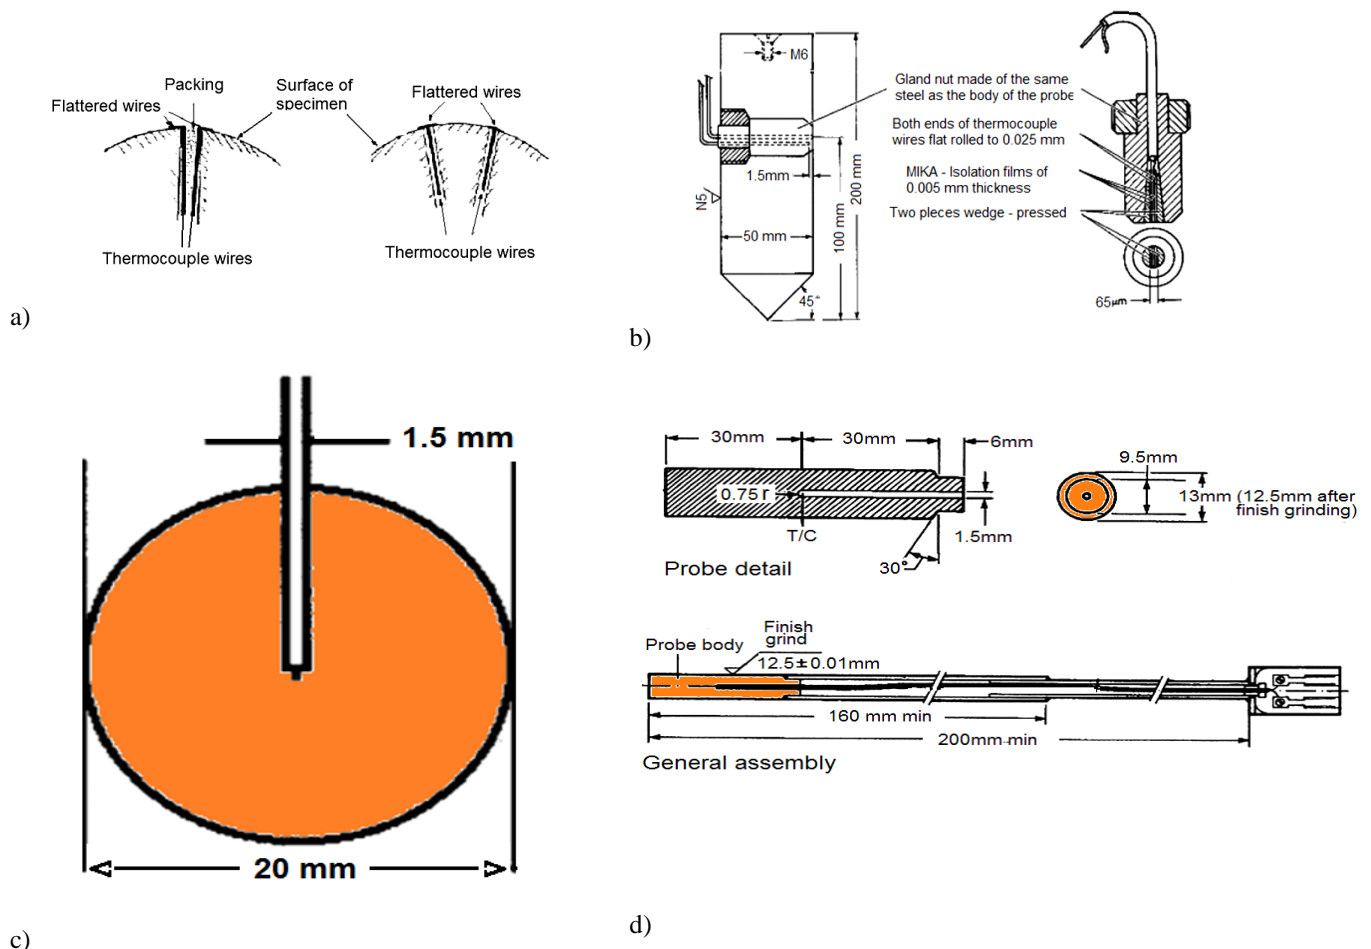 a)
Packing
Flattered wires
Surface of
specimen
Flattered wires
Thermocouple wires
Thermocouple wires
b)
M6
Gland nut made of the same
steel as the body of the probe
Both ends of thermocouple
wires flat rolled to 0.025 mm
MIKA - Isolation films of
0.005 mm thickness
Two pleces wedge - pressed
1.5mm
N5
50 mm
100 mm
200 mm
45°
65µm
c)
1.5 mm
20 mm
d)
30mm
30mm
6mm
0.75 r
T/C
1.5mm
30°
9.5mm
13mm (12.5mm after
finish grinding)
Probe detail
Probe body
Finish
grind
12.5±0.01mm
160 mm min
200mm min
General assembly